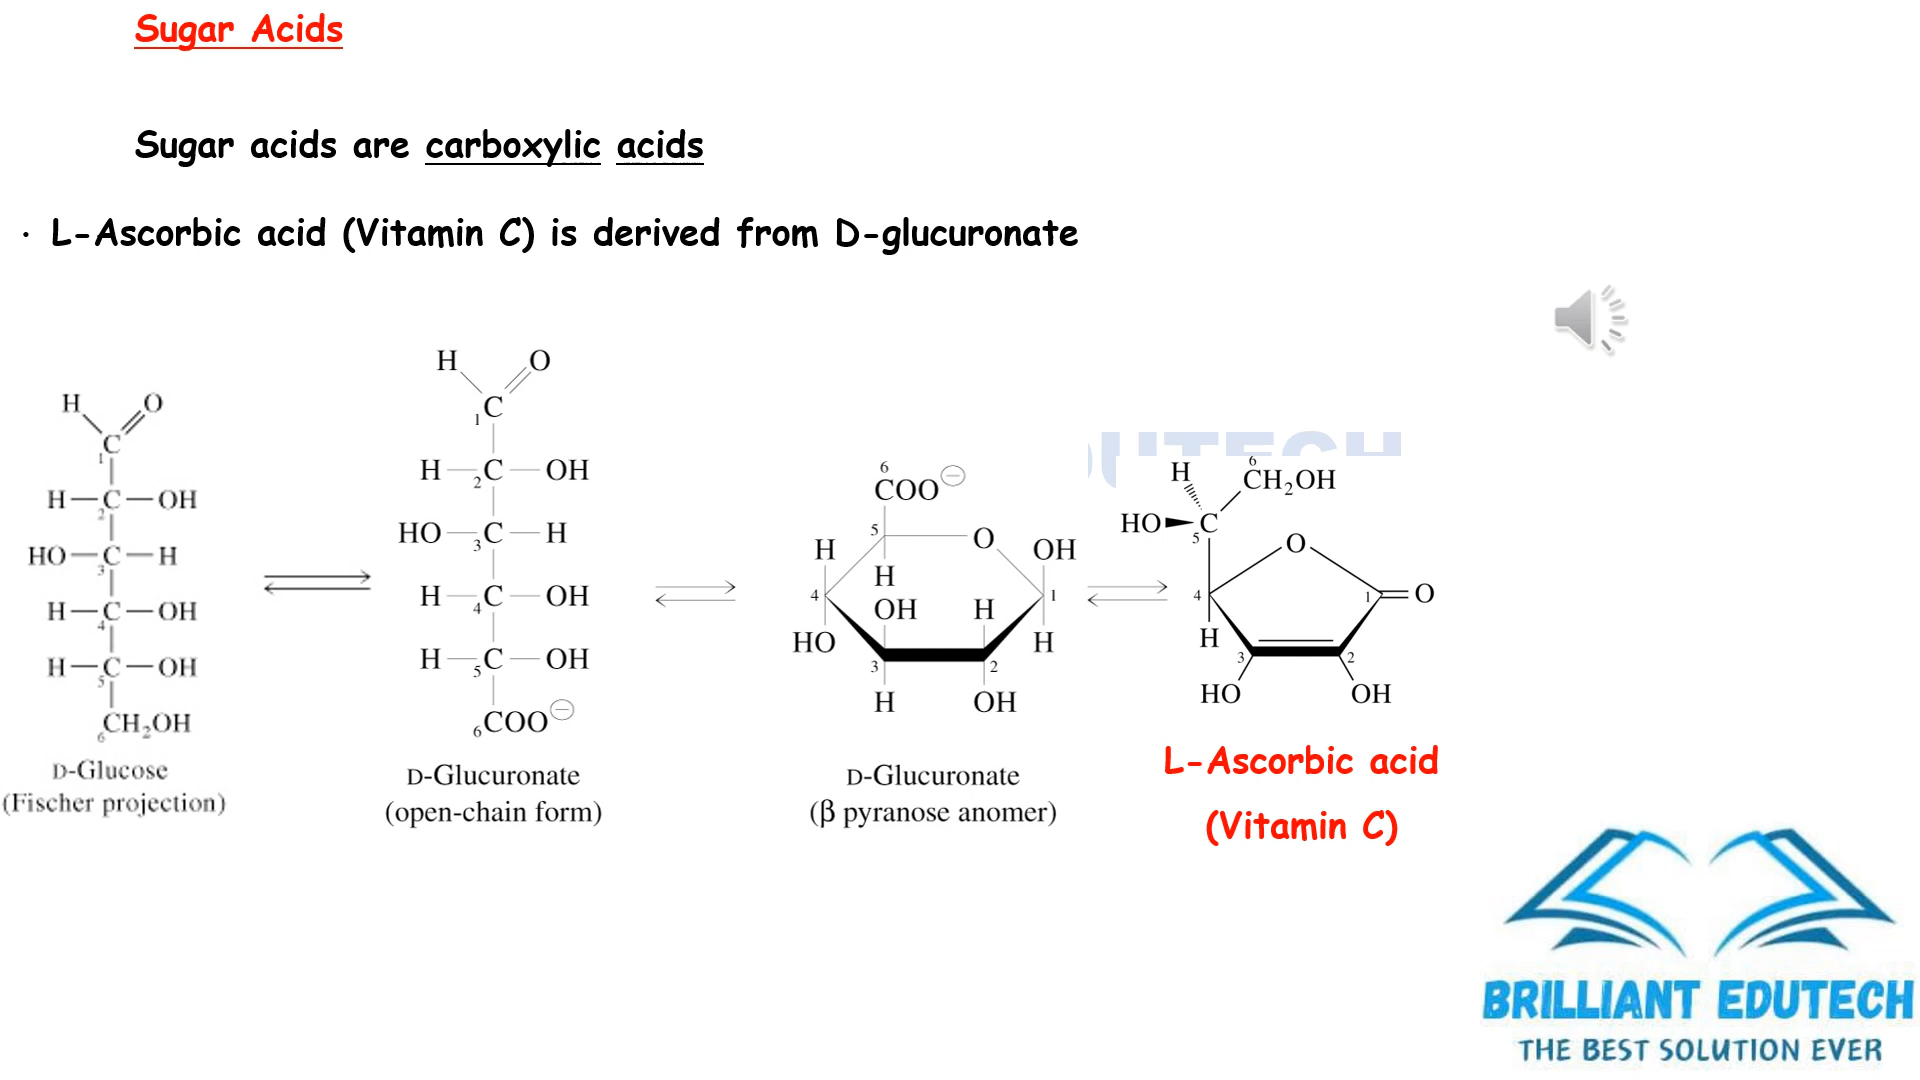 Sugar Acids
Sugar acids are carboxylic acids
· L-Ascorbic acid (Vitamin C) is derived from D-glucuronate
H O
C
1
H C OH
2
HO C H
3
H C OH
4
H C OH
5
CH2OH
6
D-Glucose
(Fischer projection)
H O
C
1
H C OH
2
HO C H
3
H C OH
4
H C OH
5
6COO⊖
D-Glucuronate
(open-chain form)
6
COO⊖
5 O
H OH
H
4 1
OH H
HO H
3 2
H OH
D-Glucuronate
(β pyranose anomer)
UTECH
H 6
CH2OH
HO C
5
O
4 1 O
H
3 2
HO OH
L-Ascorbic acid
(Vitamin C)
BRILLIANT EDUTECH
THE BEST SOLUTION EVER